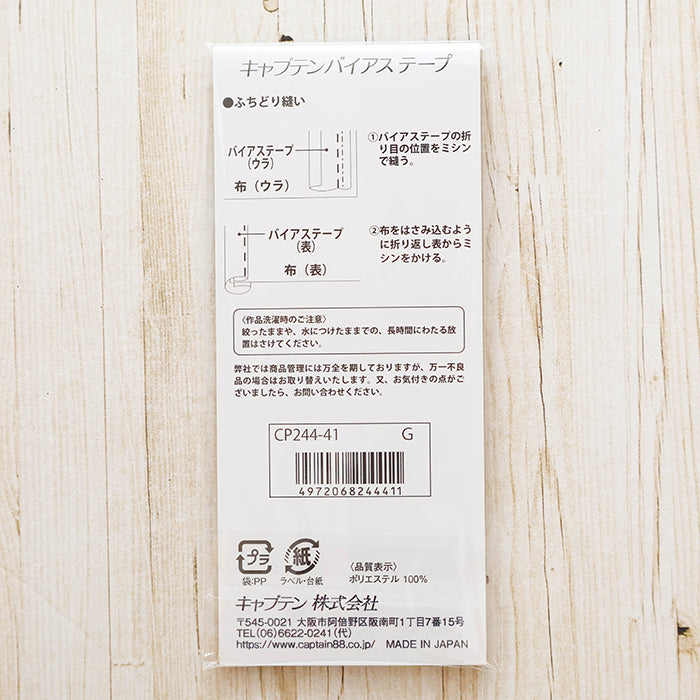 キャプテンバイアステープ
●ふちどり縫い
バイアステープ
(ウラ)
布(ウラ)
①バイアステープの折
り目の位置をミシン
で縫う。
バイアステープ
(表)
布(表)
②布をはさみ込むよう
に折り返し表からミ
シンをかける。
〈作品洗濯時のご注意〉
絞ったままや、水につけたままでの、長時間にわたる放
置はさけてください。
弊社では商品管理には万全を期しておりますが、万一不良
品の場合はお取り替えいたします。又、お気付きの点がご
ざいましたら、お問い合わせください。
CP244-41 G
4972068244411
プラ
袋:PP
紙
ラベル・台紙
〈品質表示〉
ポリエステル 100%
キャプテン 株式会社
〒545-0021 大阪市阿倍野区阪南町1丁目7番15号
TEL(06)6622-0241(代)
https://www.captain88.co.jp/ MADE IN JAPAN